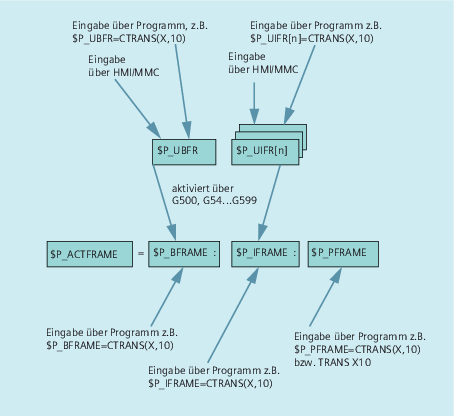 Eingabe über Programm, z.B.
$P_UBFR=CTRANS(X,10)
Eingabe über Programm z.B.
$P_UIFR[n]=CTRANS(X,10)
Eingabe
über HMI/MMC
Eingabe
über HMI/MMC
$P_UBFR
$P_UIFR[n]
aktiviert über
G500, G54...G599
$P_ACTFRAME = $P_BFRAME : $P_IFRAME : $P_PFRAME
Eingabe über Programm z.B.
$P_BFRAME=CTRANS(X,10)
Eingabe über Programm z.B.
$P_PFRAME=CTRANS(X,10)
bzw. TRANS X10
Eingabe über Programm z.B.
$P_IFRAME=CTRANS(X,10)